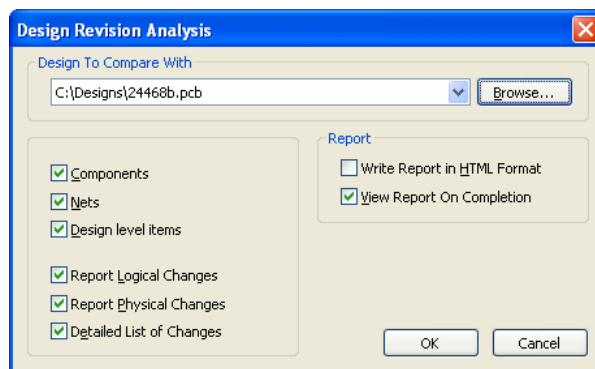 Design Revision Analysis
Design To Compare With
C:\Designs\24468b.pcb
Browse...
Components
Nets
Design level items
Report Logical Changes
Report Physical Changes
Detailed List of Changes
Report
Write Report in HTML Format
View Report On Completion
OK
Cancel